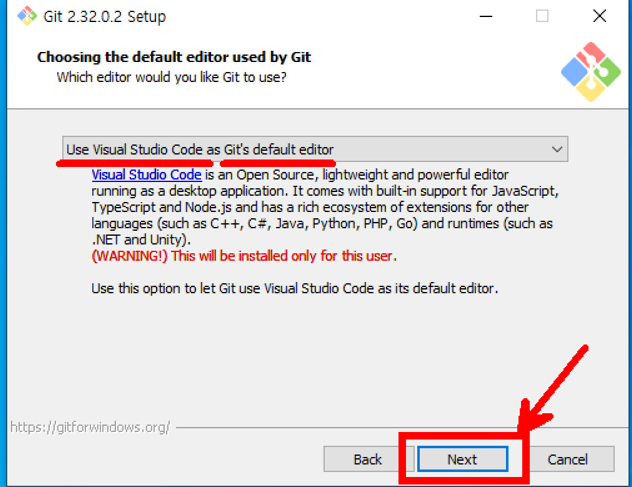 Git 2.32.0.2 Setup
Choosing the default editor used by Git
Which editor would you like Git to use?
Use Visual Studio Code as Git's default editor
Visual Studio Code is an Open Source, lightweight and powerful editor
running as a desktop application. It comes with built-in support for JavaScript,
TypeScript and Node.js and has a rich ecosystem of extensions for other
languages (such as C++, C#, Java, Python, PHP, Go) and runtimes (such as
.NET and Unity).
(WARNING!) This will be installed only for this user.
Use this option to let Git use Visual Studio Code as its default editor.
https://gitforwindows.org/
Back Next Cancel